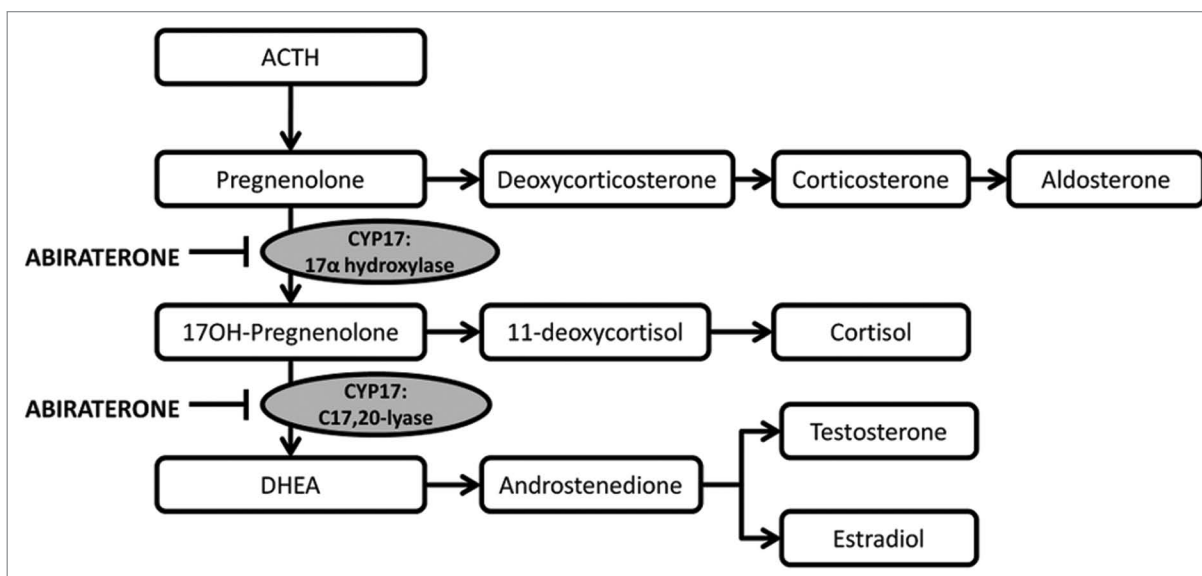 ACTH
Pregnenolone
Deoxycorticosterone
Corticosterone
Aldosterone
ABIRATERONE
CYP17:
17α hydroxylase
17OH-Pregnenolone
11-deoxycortisol
Cortisol
ABIRATERONE
CYP17:
C17,20-lyase
Testosterone
DHEA
Androstenedione
Estradiol